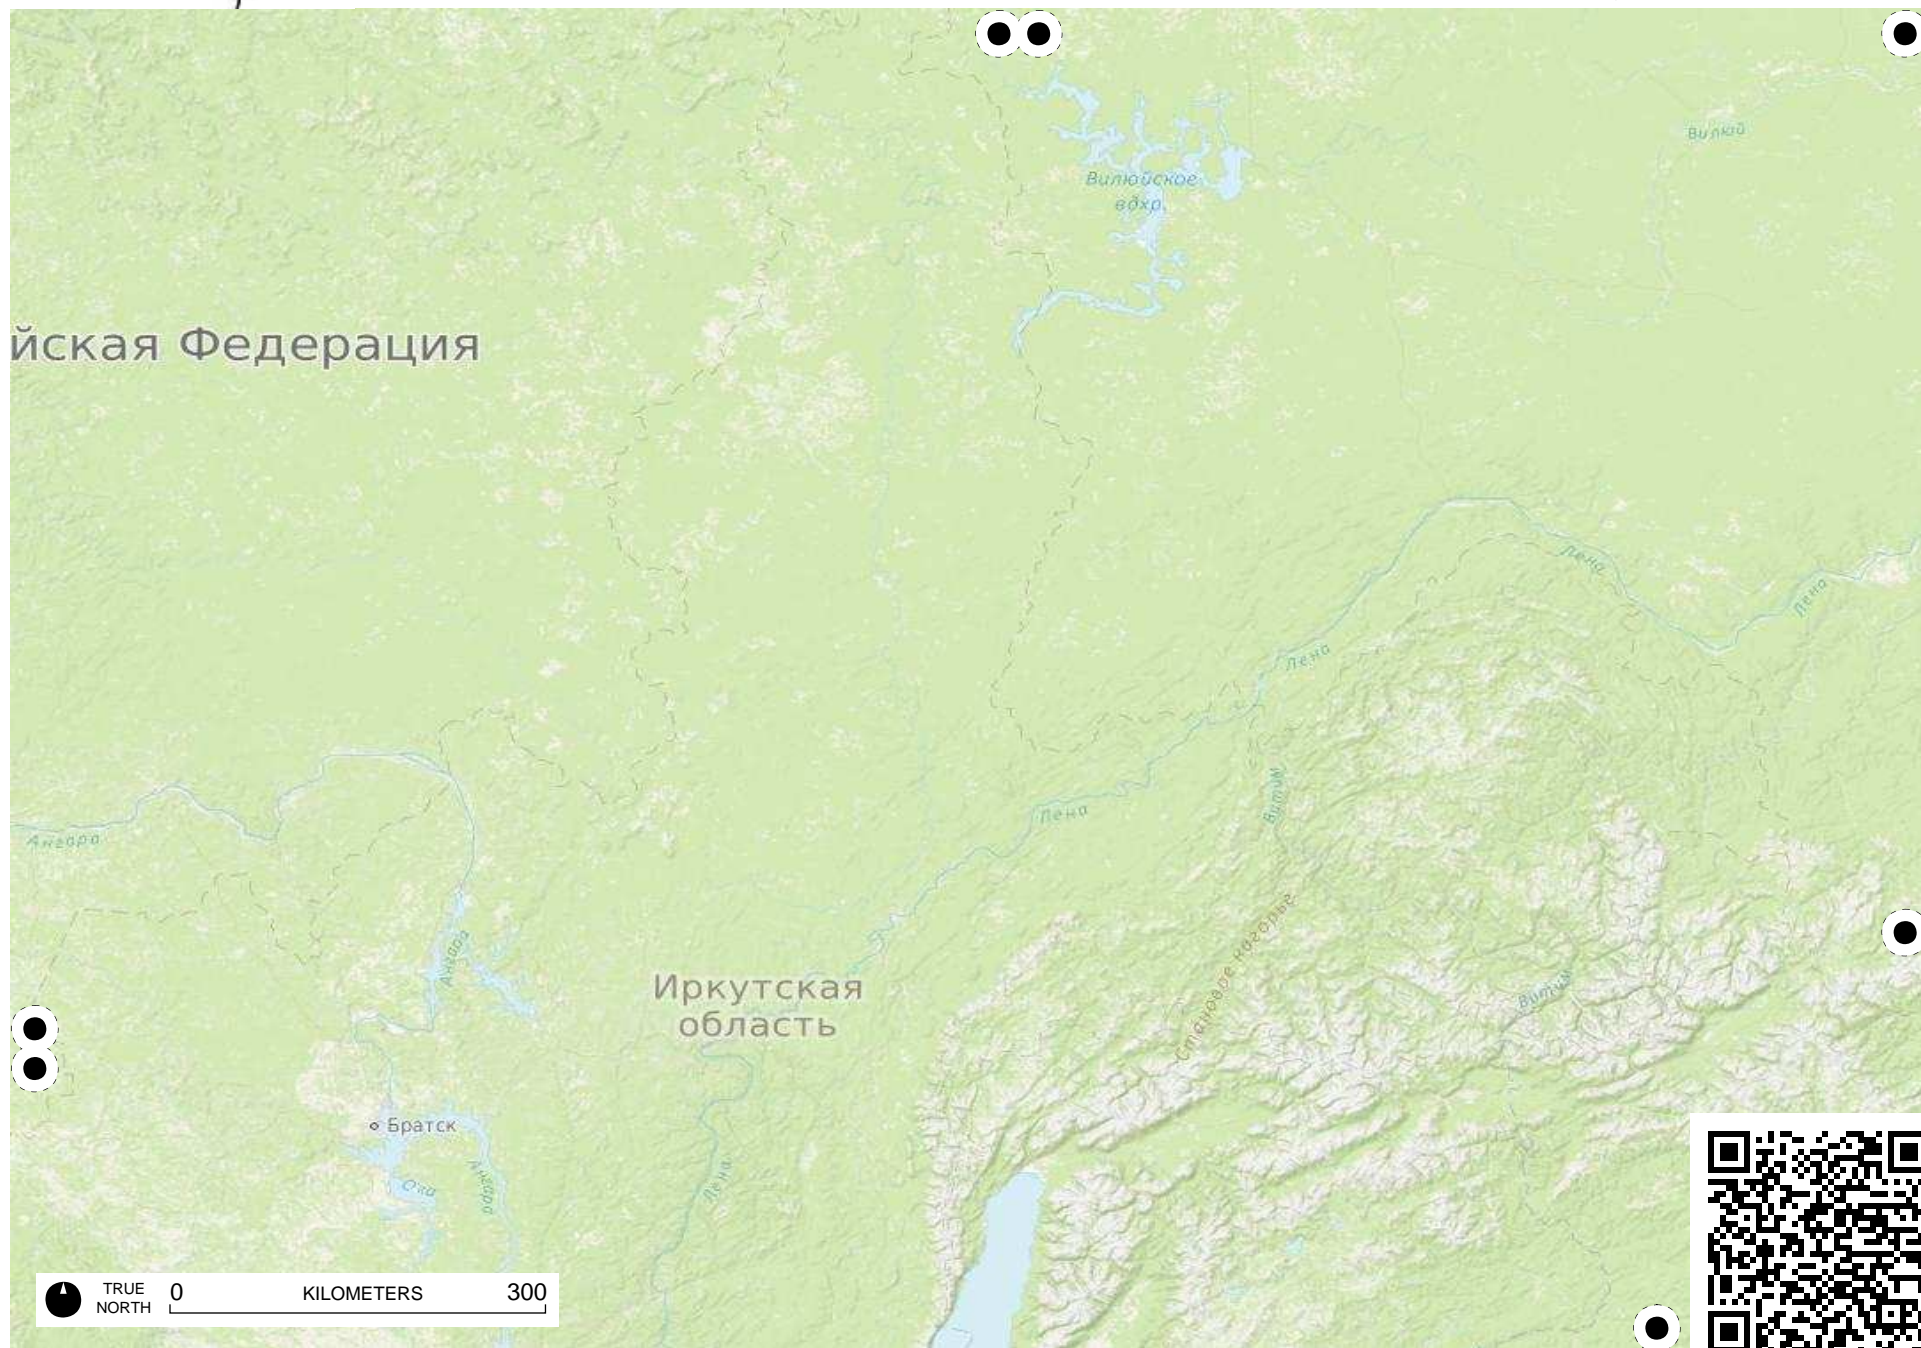 Вилюй
Вилюйское
вдхр.
йская Федерация
Лена
Лена
Лена
Витим
Лена
Ангара
Ангара
Становое нагорье
Витим
Иркутская
область
Братск
Ангара
Ока
Лена
TRUE
NORTH
0 KILOMETERS 300